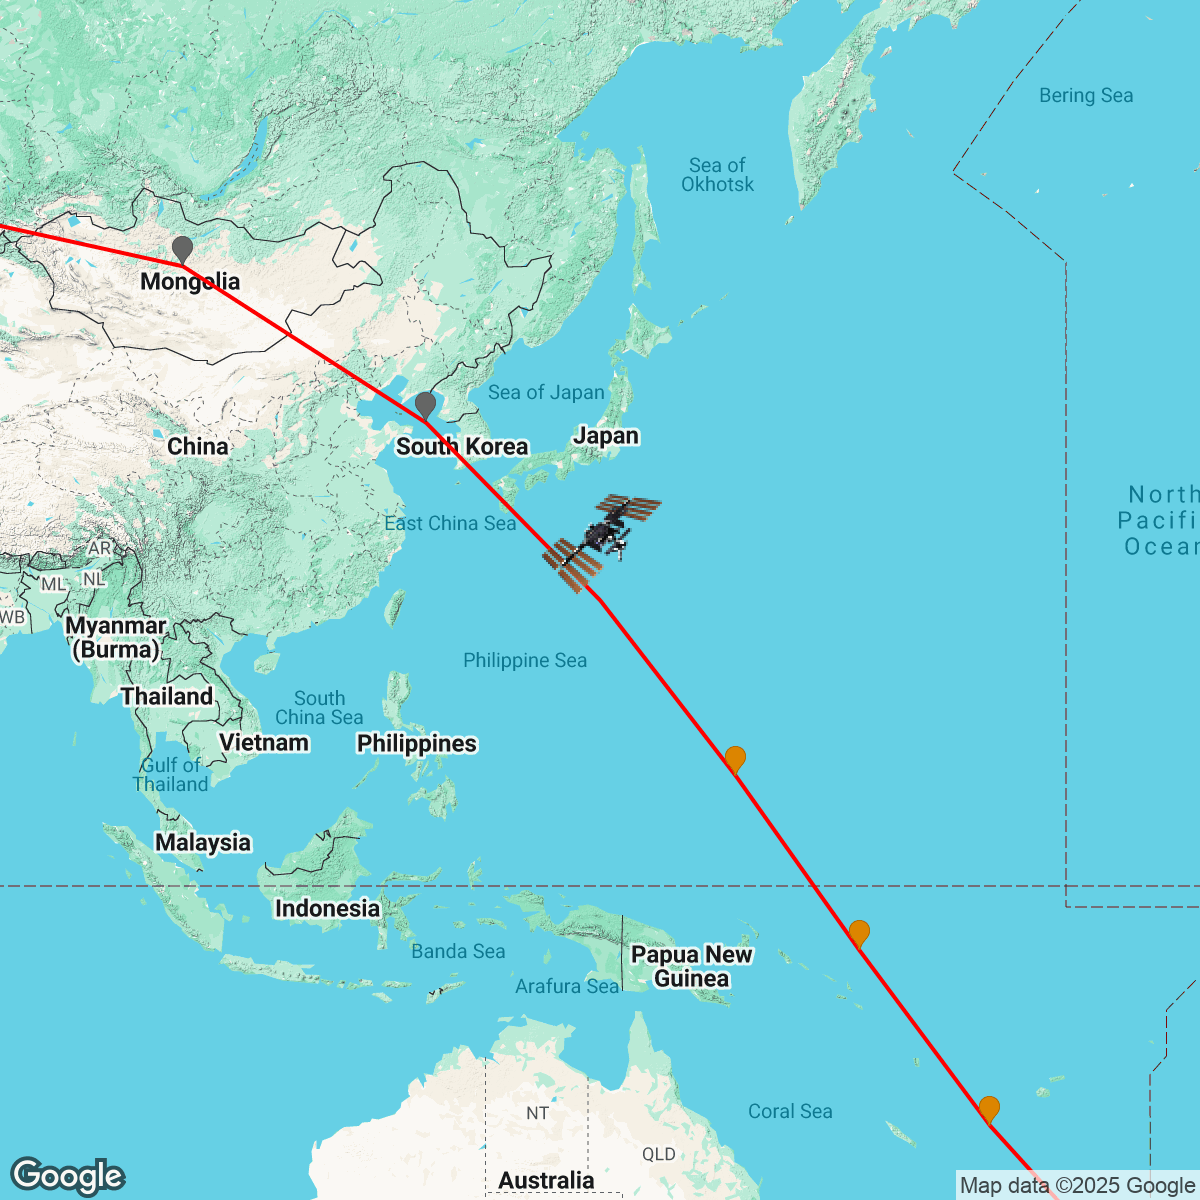 Bering Sea
Sea of
Okhotsk
Mongolia
Sea of Japan
Japan
China
South Korea
North
Pacifi
Ocean
East China Sea
AR
NL
ML
WB
Myanmar
(Burma)
Philippine Sea
Thailand
South
China Sea
Vietnam
Philippines
Gulf of
Thailand
Malaysia
Indonesia
Banda Sea
Papua New
Guinea
Arafura Sea
NT
Coral Sea
QLD
Australia
Google
Map data ©2025 Google